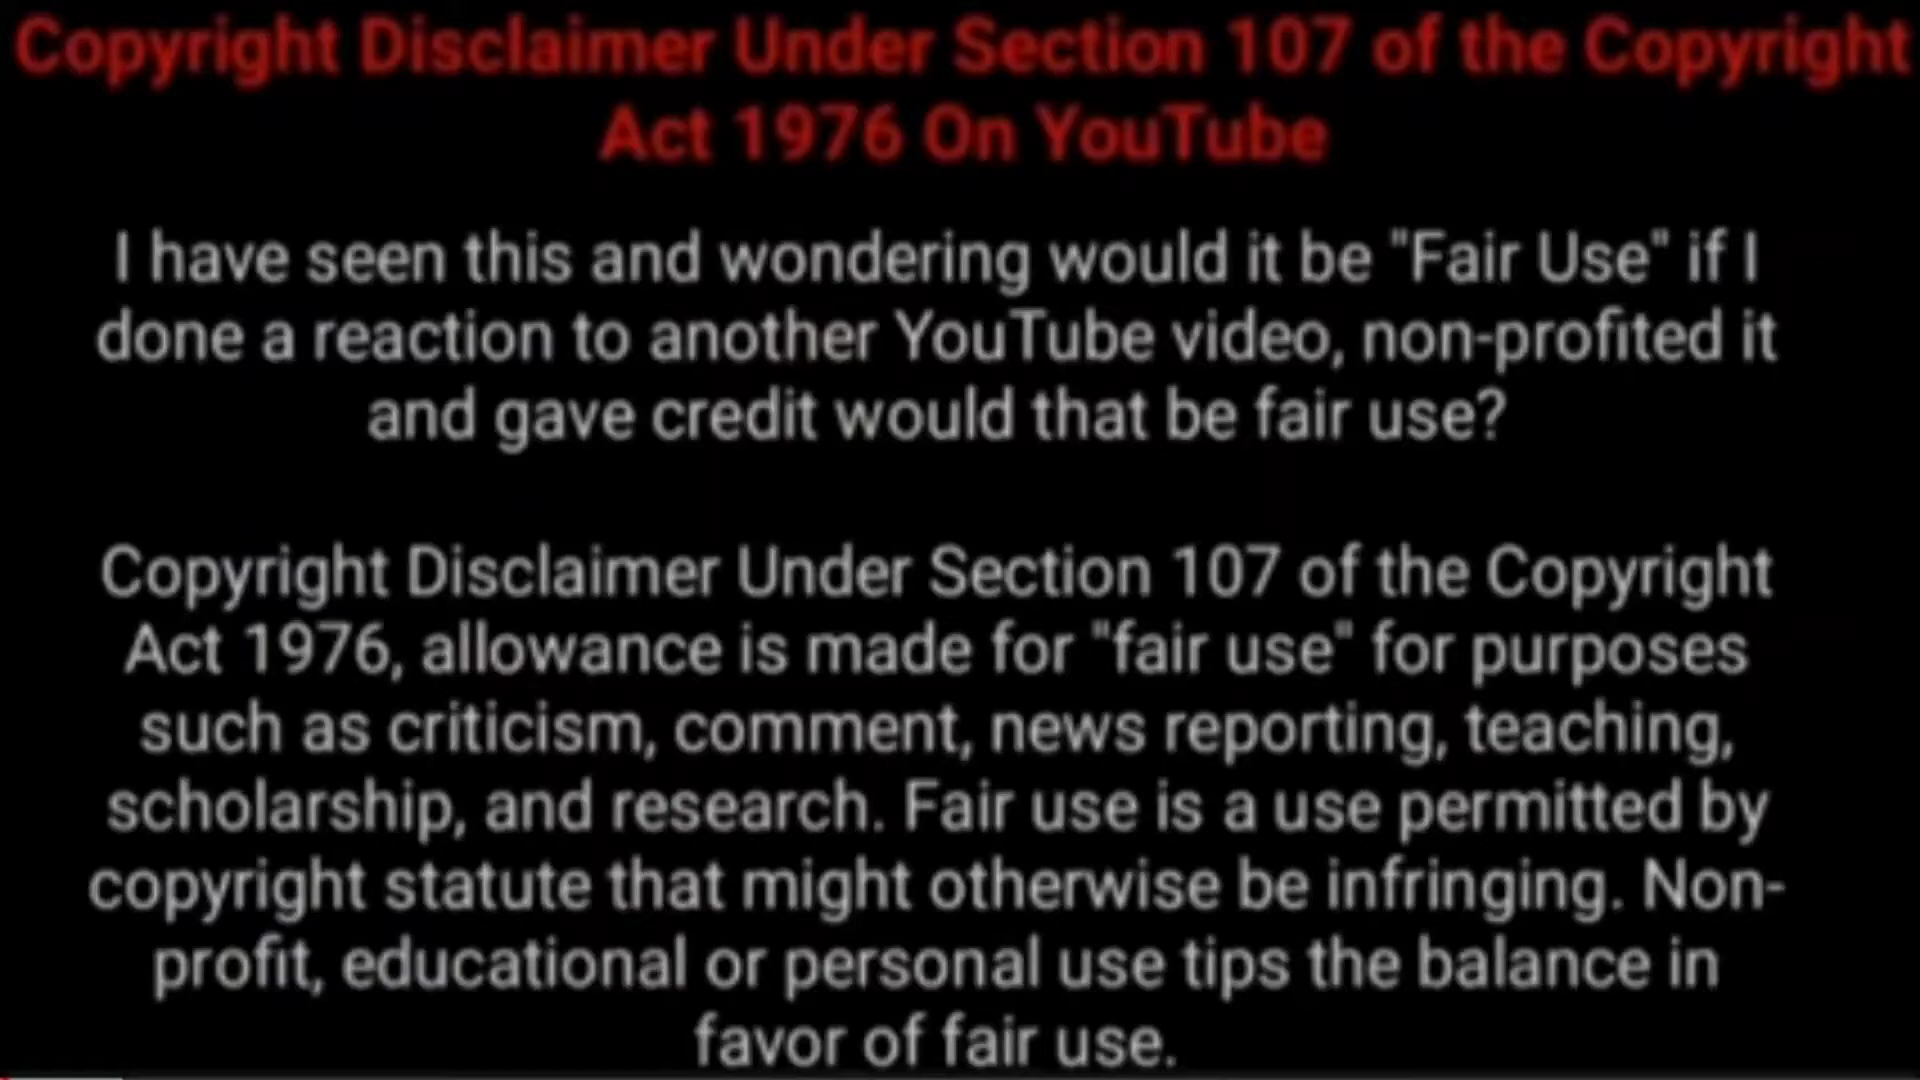 Copyright Disclaimer Under Section 107 of the Copyright
Act 1976 On YouTube
I have seen this and wondering would it be "Fair Use" if I
done a reaction to another YouTube video, non-profited it
and gave credit would that be fair use?
Copyright Disclaimer Under Section 107 of the Copyright
Act 1976, allowance is made for "fair use" for purposes
such as criticism, comment, news reporting, teaching,
scholarship, and research. Fair use is a use permitted by
copyright statute that might otherwise be infringing. Non-
profit, educational or personal use tips the balance in
favor of fair use.